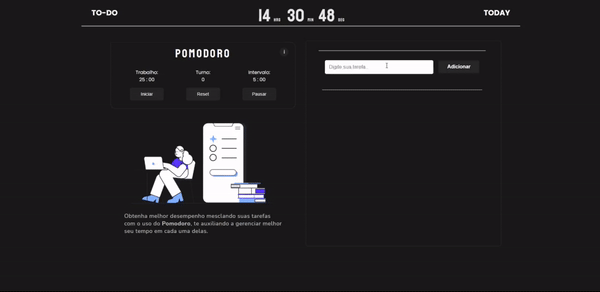 TO-DO
14 HRS 30 MIN 48 SEG
TODAY
POMODORO
i
Trabalho: Turno: Intervalo:
25 : 00 0 5 : 00
Iniciar Reset Pausar
Digite sua tarefa
Adicionar
Obtenha melhor desempenho mesclando suas tarefas
com o uso do Pomodoro, te auxiliando a gerenciar melhor
seu tempo em cada uma delas.